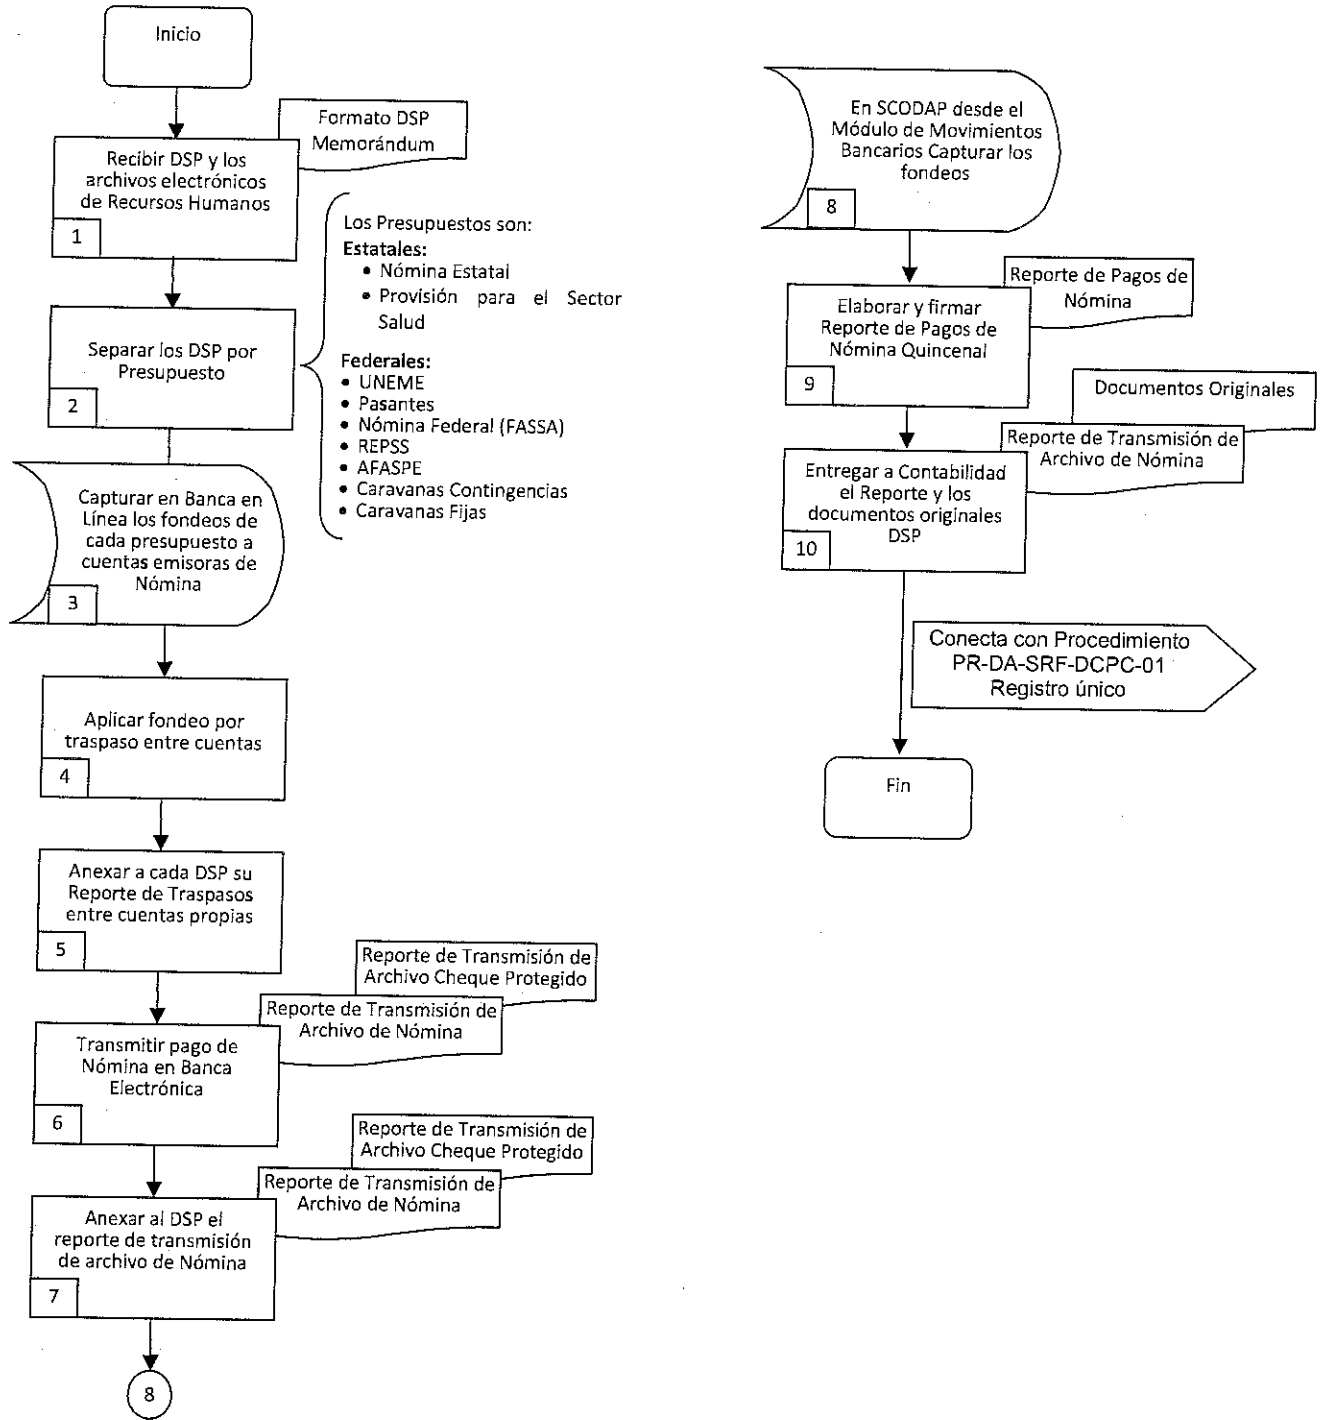 Inicio
Formato DSP
Memorándum
Recibir DSP y los
archivos electrónicos
de Recursos Humanos
1
Los Presupuestos son:
Estatales:
• Nómina Estatal
• Provisión para el Sector
Salud
Federales:
• UNEME
• Pasantes
• Nómina Federal (FASSA)
• REPSS
• AFASPE
• Caravanas Contingencias
• Caravanas Fijas
Separar los DSP por
Presupuesto
2
Capturar en Banca en
Línea los fondeos de
cada presupuesto a
cuentas emisoras de
Nómina
3
Aplicar fondeo por
traspaso entre cuentas
4
Anexar a cada DSP su
Reporte de Traspasos
entre cuentas propias
5
Reporte de Transmisión de
Archivo Cheque Protegido
Reporte de Transmisión de
Archivo de Nómina
Transmitir pago de
Nómina en Banca
Electrónica
6
Reporte de Transmisión de
Archivo Cheque Protegido
Reporte de Transmisión de
Archivo de Nómina
Anexar al DSP el
reporte de transmisión
de archivo de Nómina
7
8
En SCODAP desde el
Módulo de Movimientos
Bancarios Capturar los
fondeos
8
Reporte de Pagos de
Nómina
Elaborar y firmar
Reporte de Pagos de
Nómina Quincenal
9
Documentos Originales
Reporte de Transmisión de
Archivo de Nómina
Entregar a Contabilidad
el Reporte y los
documentos originales
DSP
10
Conecta con Procedimiento
PR-DA-SRF-DCPC-01
Registro único
Fin